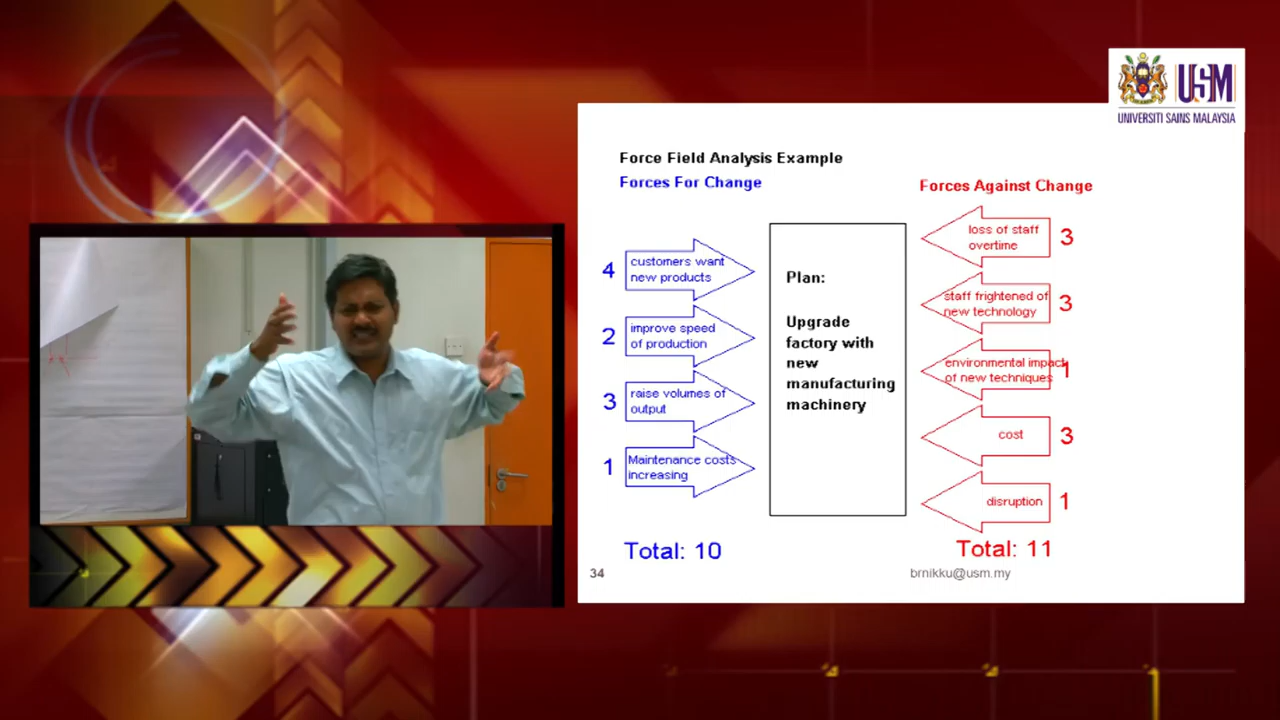 USM
UNIVERSITI SAINS MALAYSIA
Force Field Analysis Example
Forces For Change
Forces Against Change
4
customers want
new products
2
improve speed
of production
3
raise volumes of
output
1
Maintenance costs
increasing
Plan:
Upgrade
factory with
new
manufacturing
machinery
loss of staff
overtime
3
staff frightened of
new technology
3
environmental impact
of new techniques
1
cost
3
disruption
1
Total: 10
Total: 11
34
brnikku@usm.my